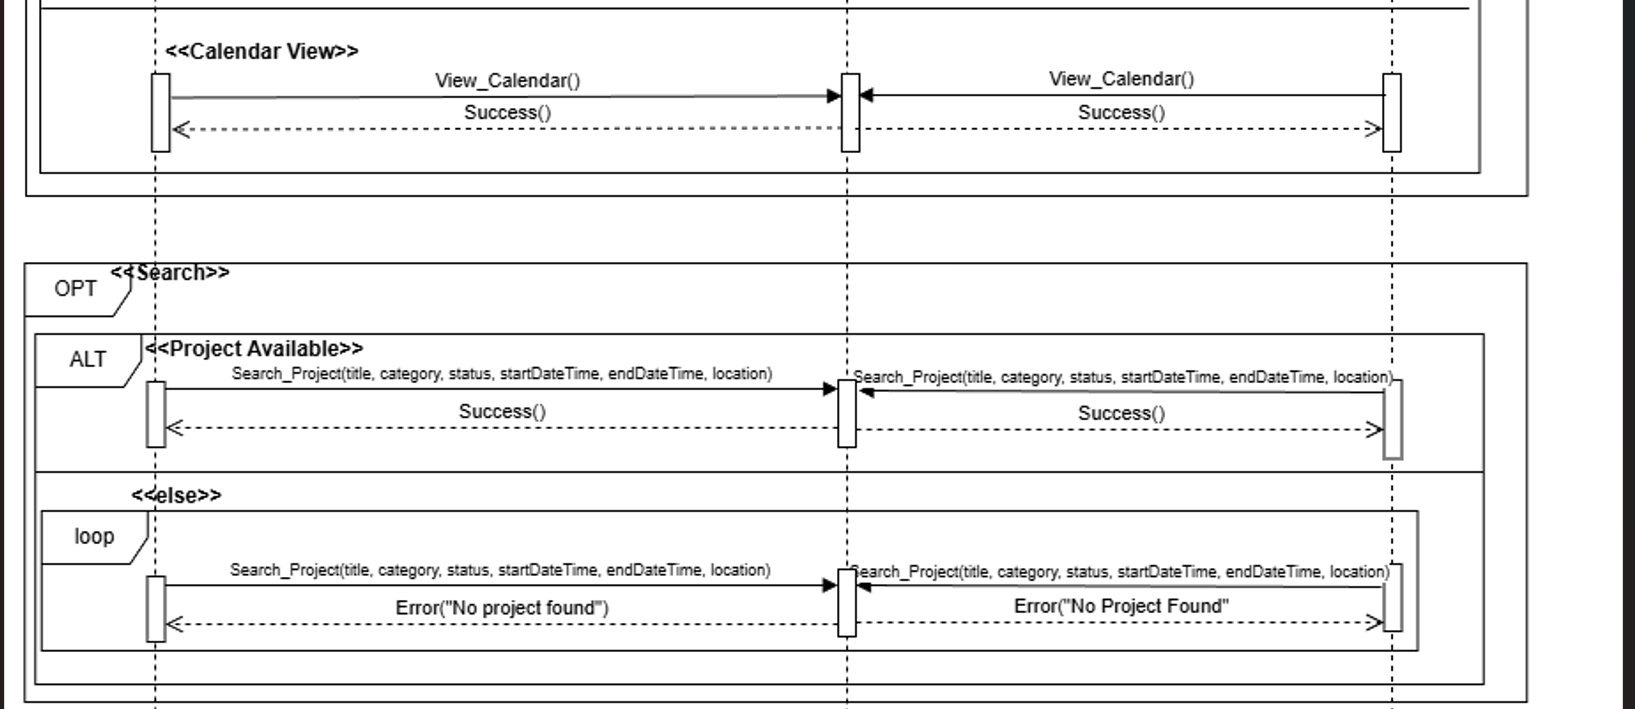 <<Calendar View>>
View_Calendar()
View_Calendar()
Success()
Success()
<<Search>>
OPT
<<Project Available>>
ALT
Search_Project(title, category, status, startDateTime, endDateTime, location)
Search_Project(title, category, status, startDateTime, endDateTime, location)
Success()
Success()
<<else>>
loop
Search_Project(title, category, status, startDateTime, endDateTime, location)
Search_Project(title, category, status, startDateTime, endDateTime, location)
Error("No project found")
Error("No Project Found"